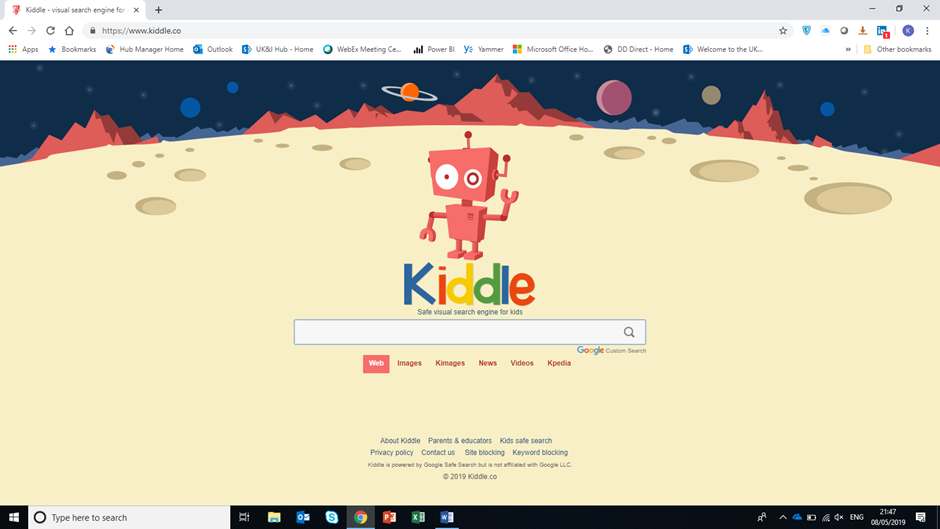 Kiddle - visual search engine for
https://www.kiddle.co
Apps Bookmarks Hub Manager Home Outlook UK&I Hub - Home WebEx Meeting Ce... Power BI Yammer Microsoft Office Ho... DD Direct - Home Welcome to the UK... » Other bookmarks
Kiddle
Safe visual search engine for kids
Google Custom Search
Web Images Kimages News Videos Kpedia
About Kiddle Parents & educators Kids safe search
Privacy policy Contact us Site blocking Keyword blocking
Kiddle is powered by Google Safe Search but is not affiliated with Google LLC.
© 2019 Kiddle.co
Type here to search
ENG
21:47
08/05/2019